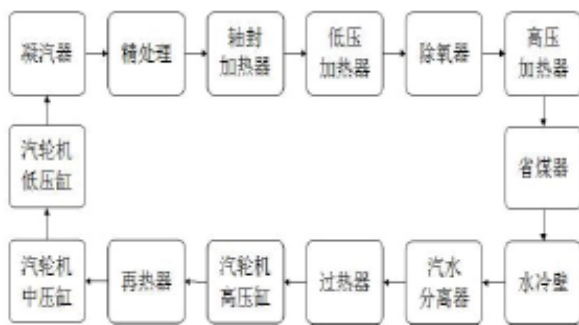 凝汽器
精处理
轴封
加热器
低压
加热器
除氧器
高压
加热器
省煤器
水冷壁
汽水
分离器
过热器
汽轮机
高压缸
再热器
汽轮机
中压缸
汽轮机
低压缸